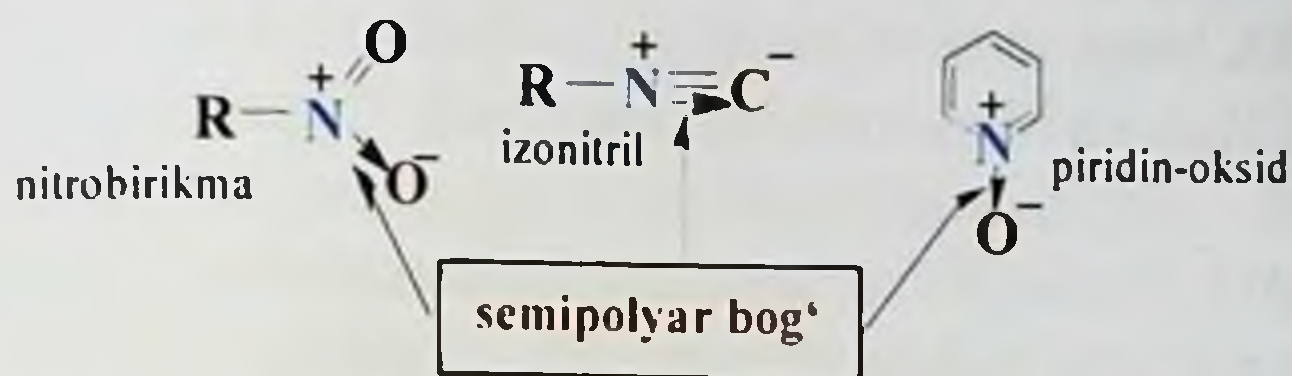 R–N⁺(=O)→O⁻
nitrobirikma
R–N⁺≡C⁻
izonitril
N⁺→O⁻
piridin-oksid
semipolyar bog‘